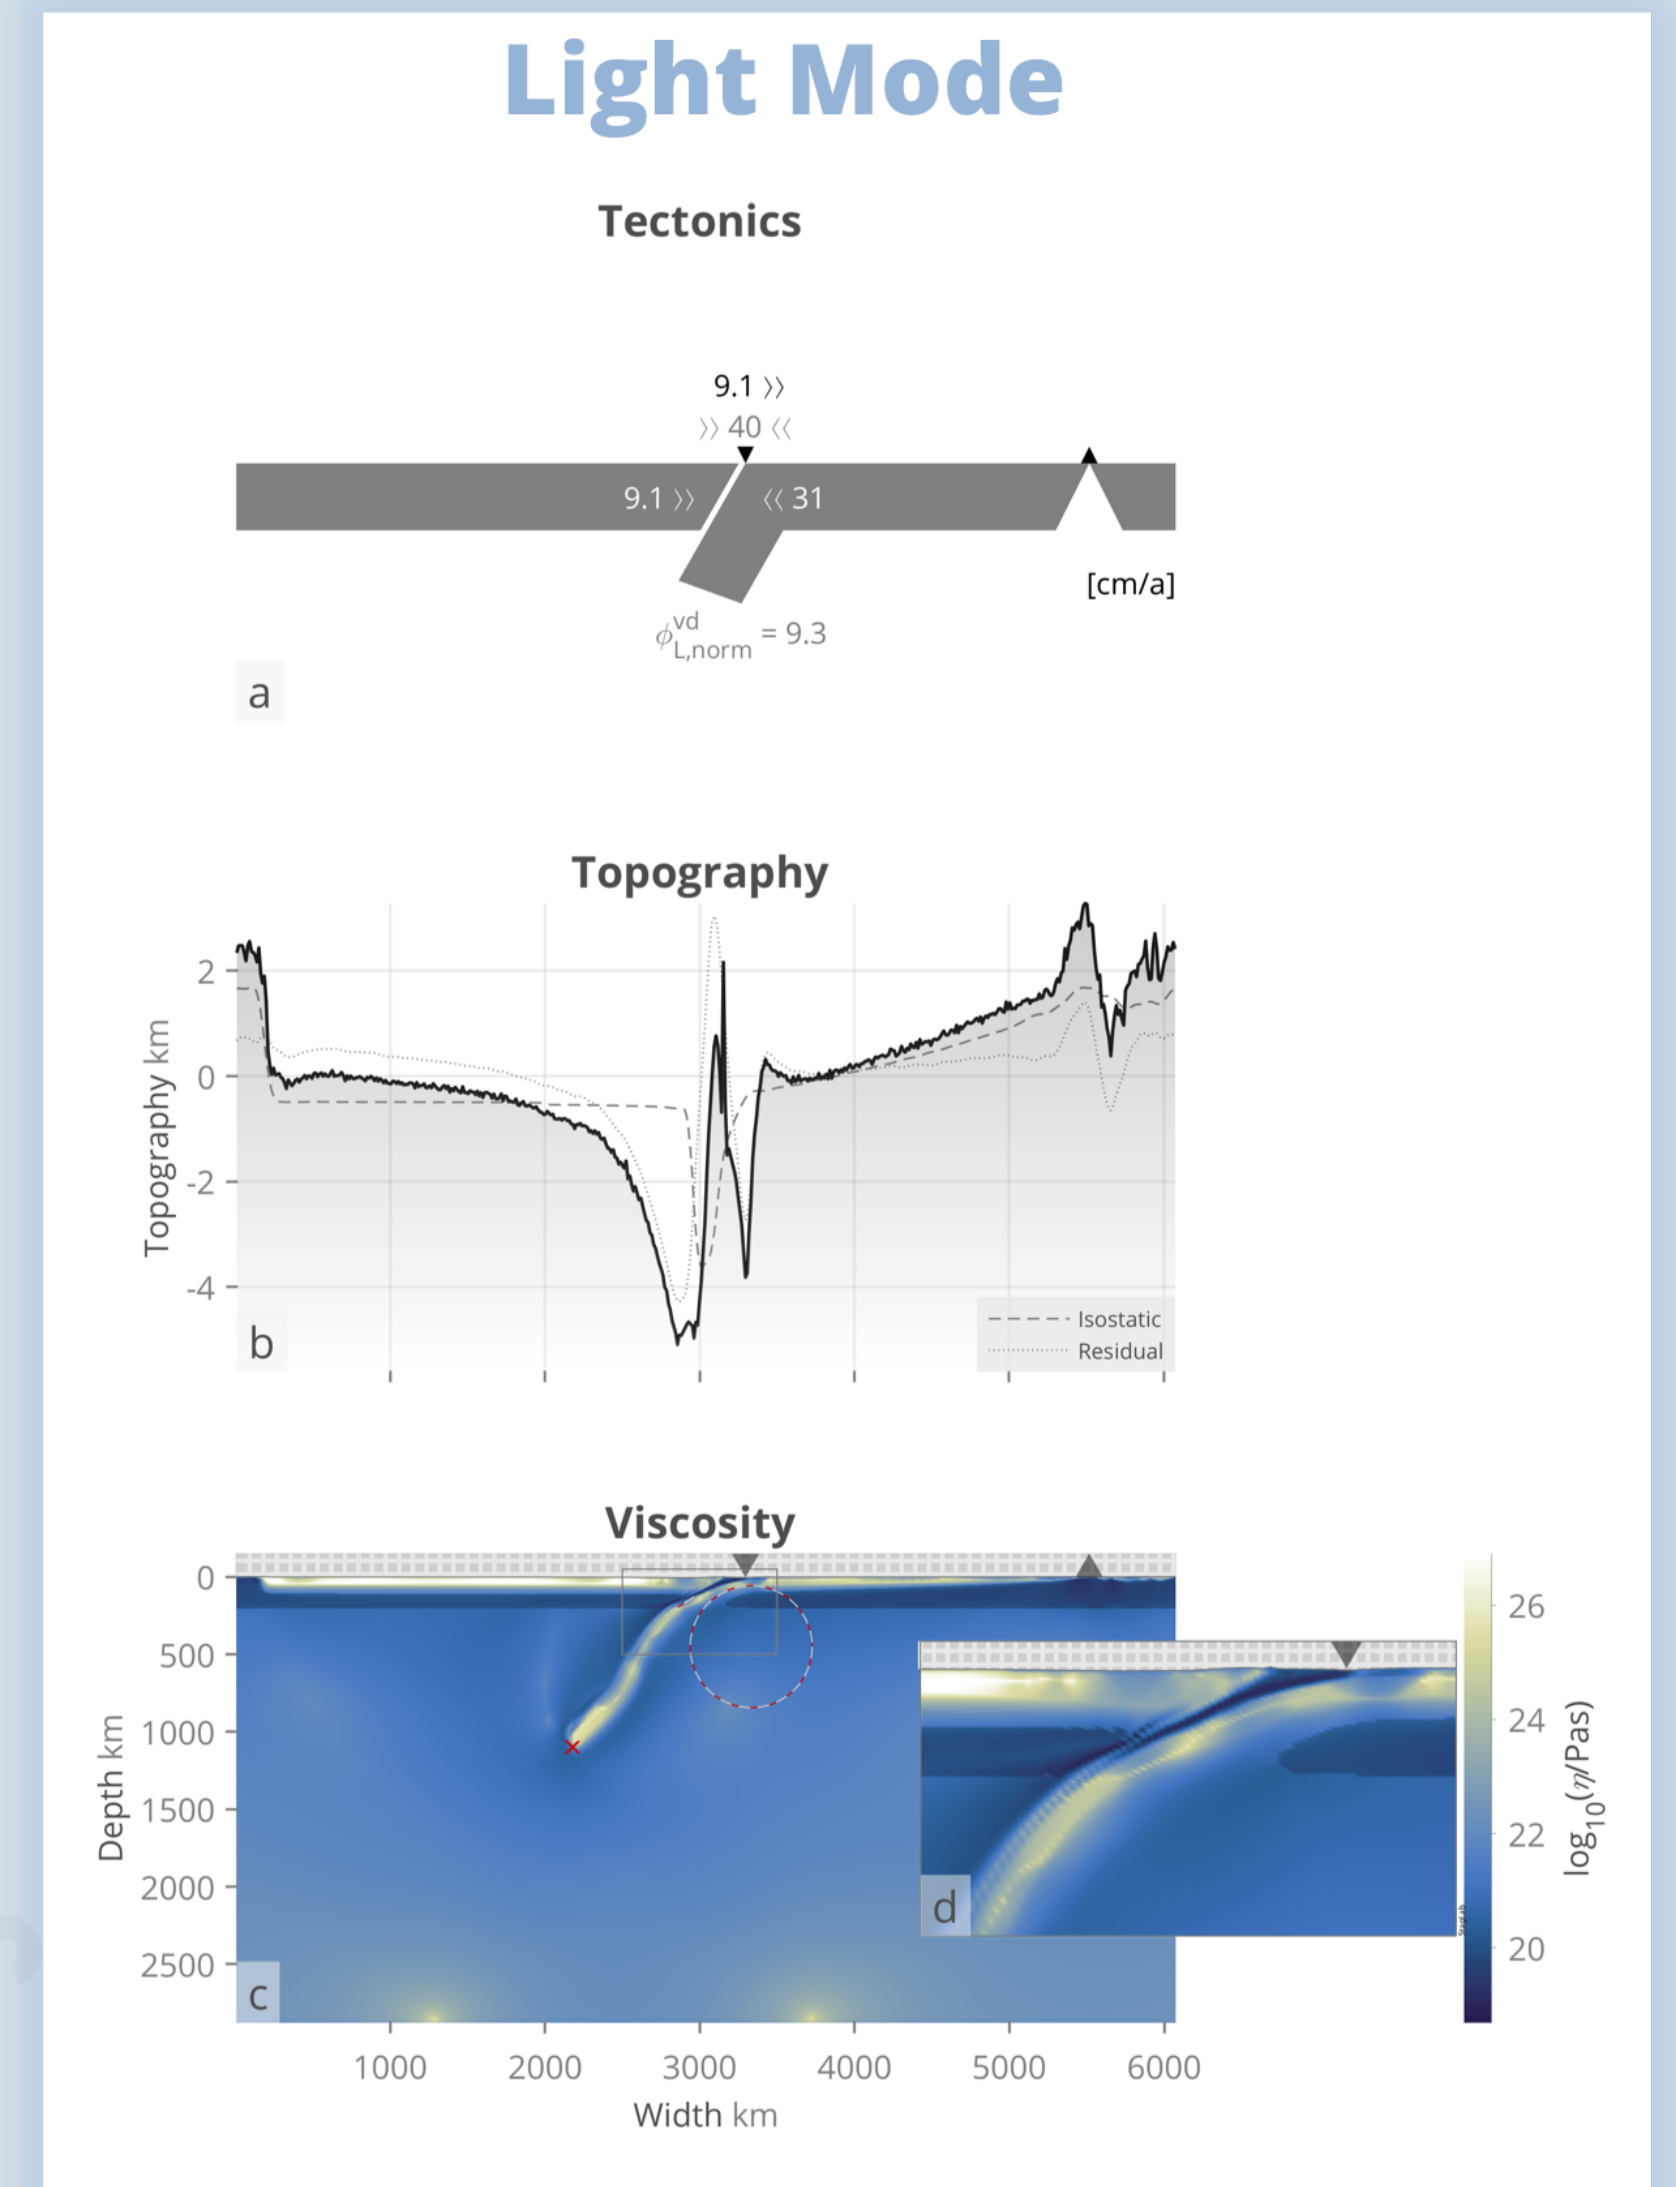 Light Mode
Tectonics
9.1 》
》 40 《
9.1 》 《 31
[cm/a]
ϕ^vd_L,norm = 9.3
a
Topography
Topography km
2
0
-2
-4
Isostatic
Residual
b
Viscosity
Depth km
0
500
1000
1500
2000
2500
c
d
1000 2000 3000 4000 5000 6000
Width km
26
24
22
20
log10(η/Pas)
StagLab